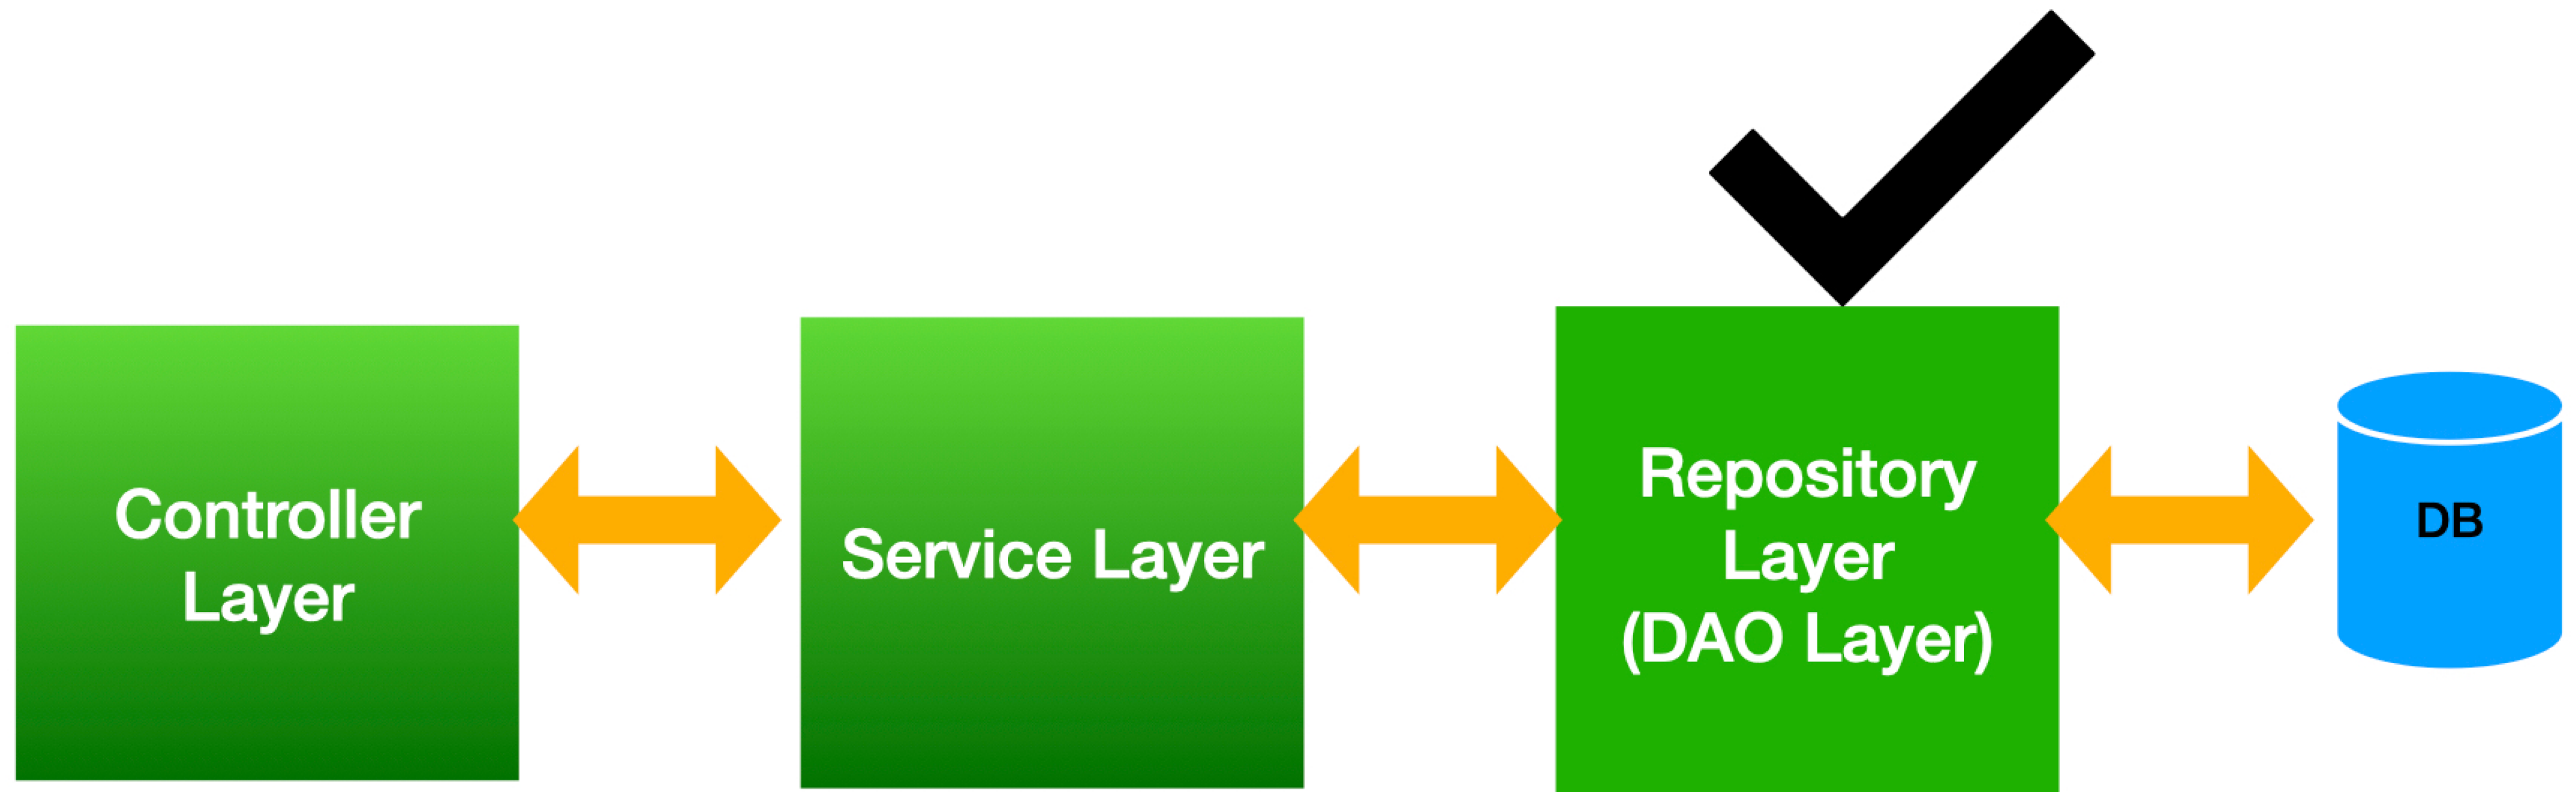 Controller
Layer
Service Layer
Repository
Layer
(DAO Layer)
DB